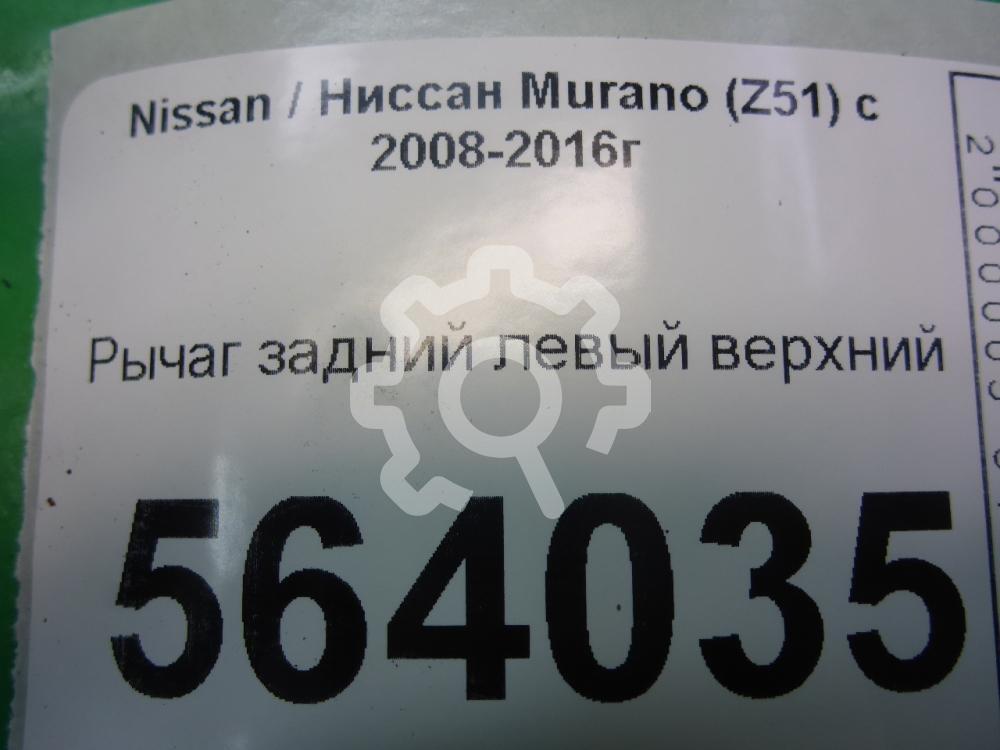 Nissan / Ниссан Murano (Z51) с
2008-2016г
Рычаг задний левый верхний
564035